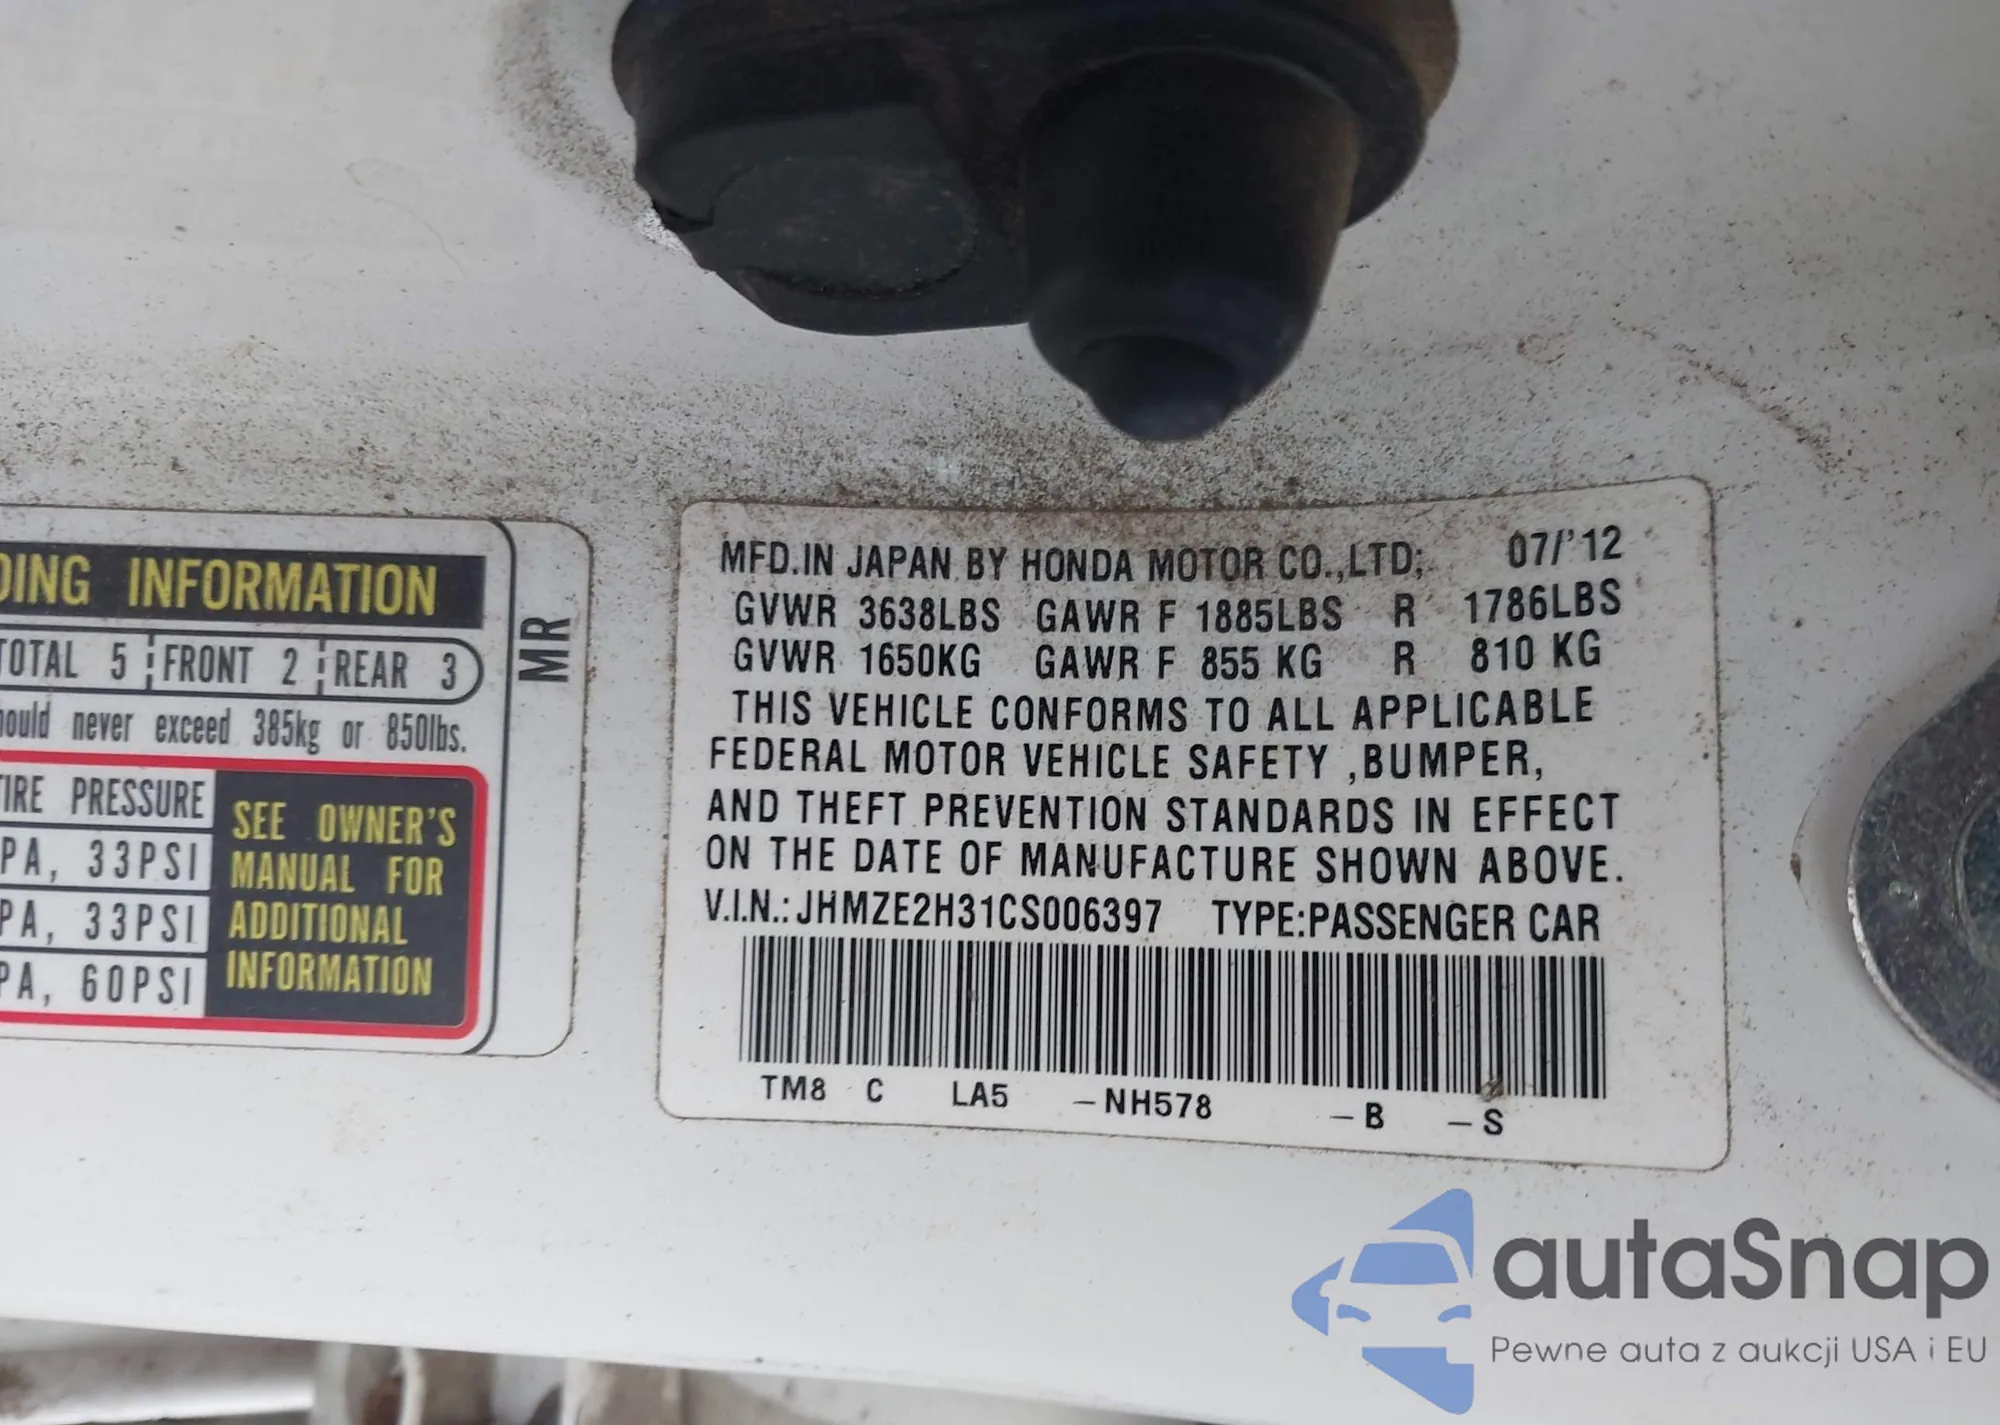 DING INFORMATION
TOTAL 5 FRONT 2 REAR 3
never exceed 385kg or 850lbs.
TIRE PRESSURE
PA, 33PSI
PA, 33PSI
PA, 60PSI
SEE OWNER'S
MANUAL FOR
ADDITIONAL
INFORMATION
MR
MFD.IN JAPAN BY HONDA MOTOR CO.,LTD; 07/'12
GVWR 3638LBS GAWR F 1885LBS R 1786LBS
GVWR 1650KG GAWR F 855 KG R 810 KG
THIS VEHICLE CONFORMS TO ALL APPLICABLE
FEDERAL MOTOR VEHICLE SAFETY ,BUMPER,
AND THEFT PREVENTION STANDARDS IN EFFECT
ON THE DATE OF MANUFACTURE SHOWN ABOVE.
V.I.N.: JHMZE2H31CS006397 TYPE:PASSENGER CAR
TM8 C LA5 -NH578 -B -S
autaSnap
Pewne auta z aukcji USA i EU